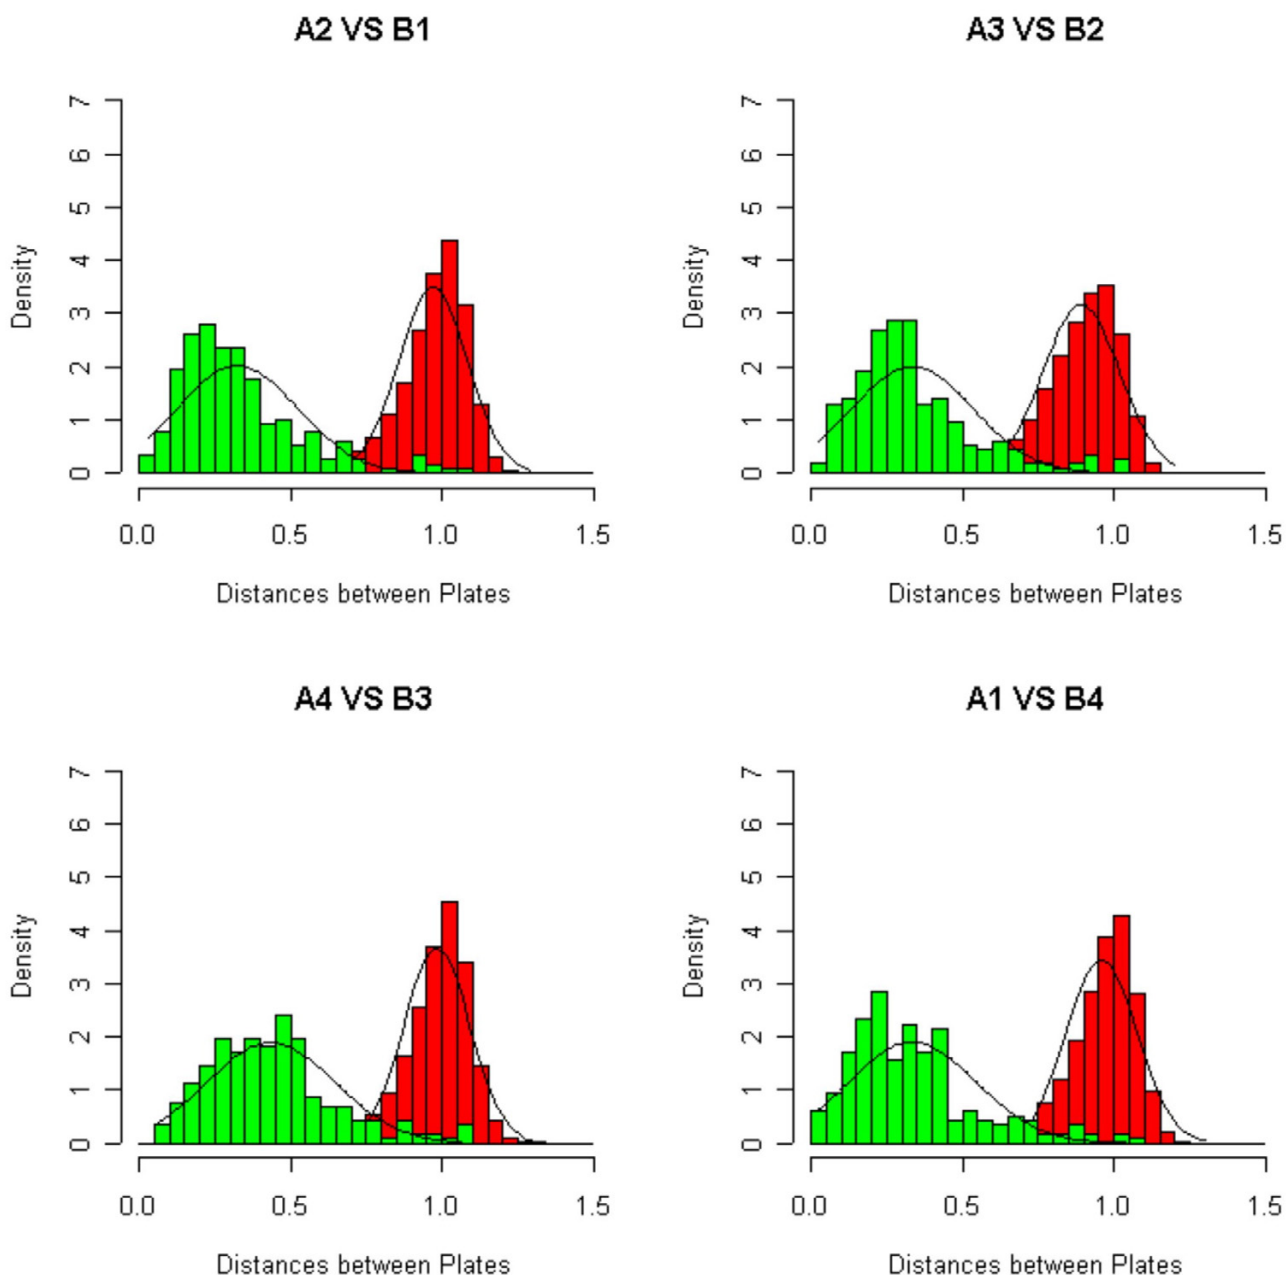 A2 VS B1
Density
0 1 2 3 4 5 6 7
0.0 0.5 1.0 1.5
Distances between Plates
A3 VS B2
Density
0 1 2 3 4 5 6 7
0.0 0.5 1.0 1.5
Distances between Plates
A4 VS B3
Density
0 1 2 3 4 5 6 7
0.0 0.5 1.0 1.5
Distances between Plates
A1 VS B4
Density
0 1 2 3 4 5 6 7
0.0 0.5 1.0 1.5
Distances between Plates